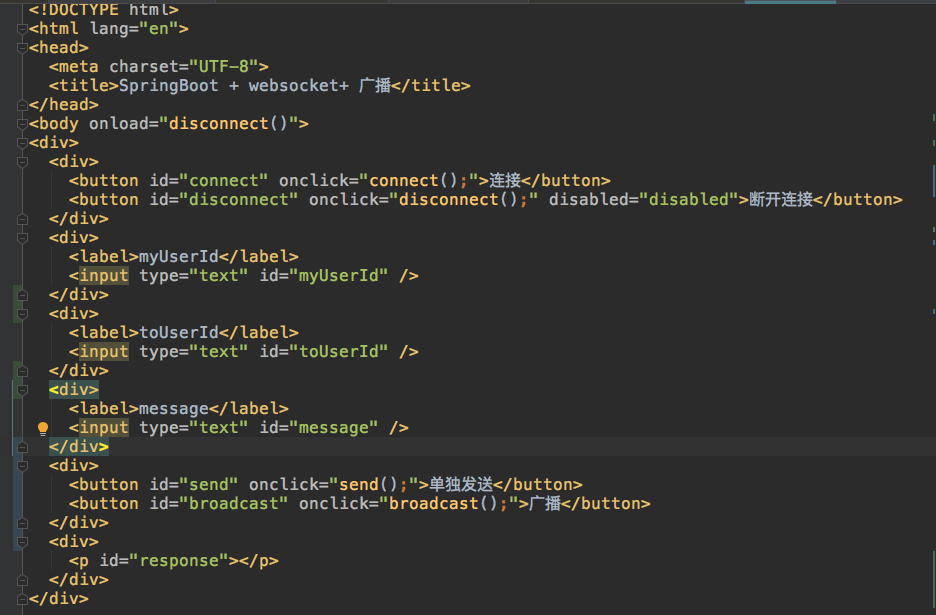 <!DOCTYPE html>
<html lang="en">
<head>
  <meta charset="UTF-8">
  <title>SpringBoot + websocket+ 广播</title>
</head>
<body onload="disconnect()">
<div>
  <div>
    <button id="connect" onclick="connect();">连接</button>
    <button id="disconnect" onclick="disconnect();" disabled="disabled">断开连接</button>
  </div>
  <div>
    <label>myUserId</label>
    <input type="text" id="myUserId" />
  </div>
  <div>
    <label>toUserId</label>
    <input type="text" id="toUserId" />
  </div>
  <div>
    <label>message</label>
    <input type="text" id="message" />
  </div>
  <div>
    <button id="send" onclick="send();">单独发送</button>
    <button id="broadcast" onclick="broadcast();">广播</button>
  </div>
  <div>
    <p id="response"></p>
  </div>
</div>